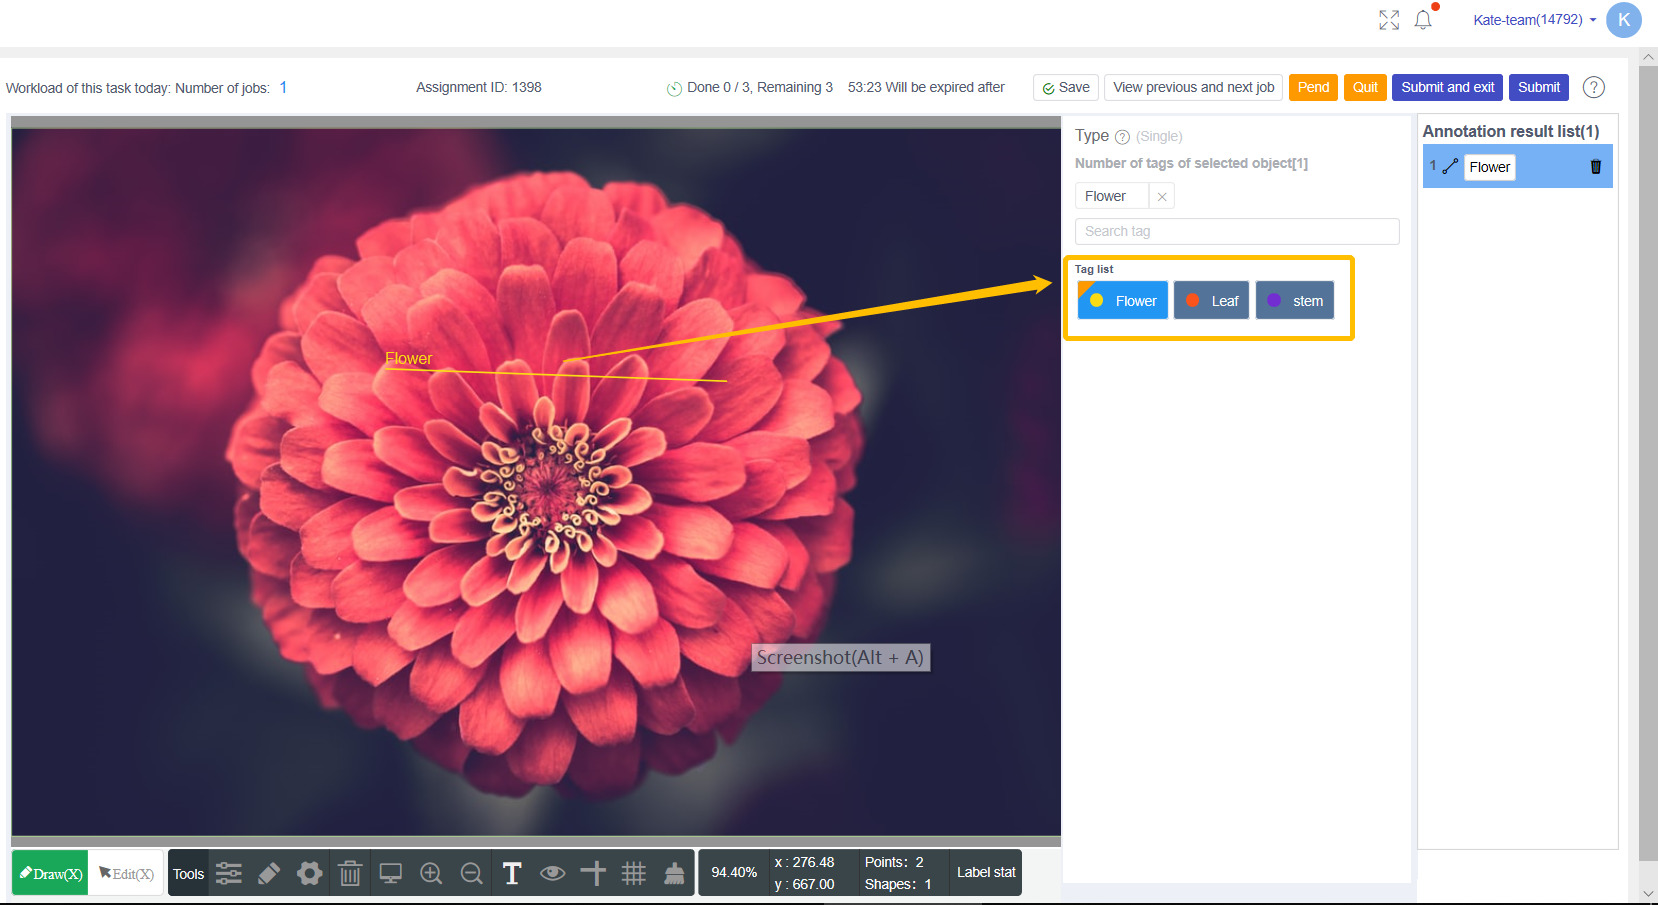 Kate-team(14792)
K
Workload of this task today: Number of jobs: 1
Assignment ID: 1398
Done 0 / 3, Remaining 3
53:23 Will be expired after
Save
View previous and next job
Pend
Quit
Submit and exit
Submit
?
Type ? (Single)
Number of tags of selected object[1]
Flower ×
Search tag
Tag list
Flower
Leaf
stem
Annotation result list(1)
1 Flower
Flower
Screenshot(Alt + A)
Draw(X)
Edit(X)
Tools
T
94.40%
x : 276.48
y : 667.00
Points: 2
Shapes: 1
Label stat